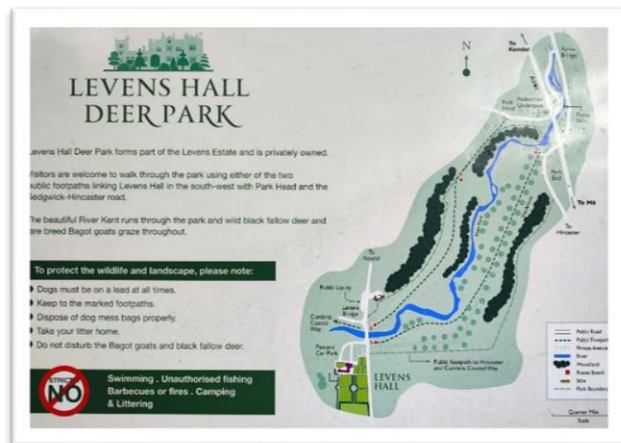 LEVENS HALL
DEER PARK
Levens Hall Deer Park forms part of the Levens Estate and is privately owned.
Visitors are welcome to walk through the park using either of the two
public footpaths linking Levens Hall in the south-west with Park Head and the
Sedgwick-Hincaster road.
The beautiful River Kent runs through the park and wild black fallow deer and
rare breed Bagot goats graze throughout.
To protect the wildlife and landscape, please note:
Dogs must be on a lead at all times.
Keep to the marked footpaths.
Dispose of dog mess bags properly.
Take your litter home.
Do not disturb the Bagot goats and black fallow deer.
STRICTLY
NO
Swimming . Unauthorised fishing
Barbecues or fires . Camping
& Littering
N
To
Kendal
Force
Bridge
A590
Park
Head
Pedestrian
Underpass
Park
End
To M6
To
Hincaster
To
Kendal
Public Lay-by
Levens
Bridge
Cumbria
Coastal
Way
Patrons
Car Park
Public footpath to Hincaster
and Cumbria Coastal Way
LEVENS
HALL
Public Road
Public Footpath
Private Avenue
River
Woodland
Notice Board
Stile
Park Boundary
Quarter Mile
Scale